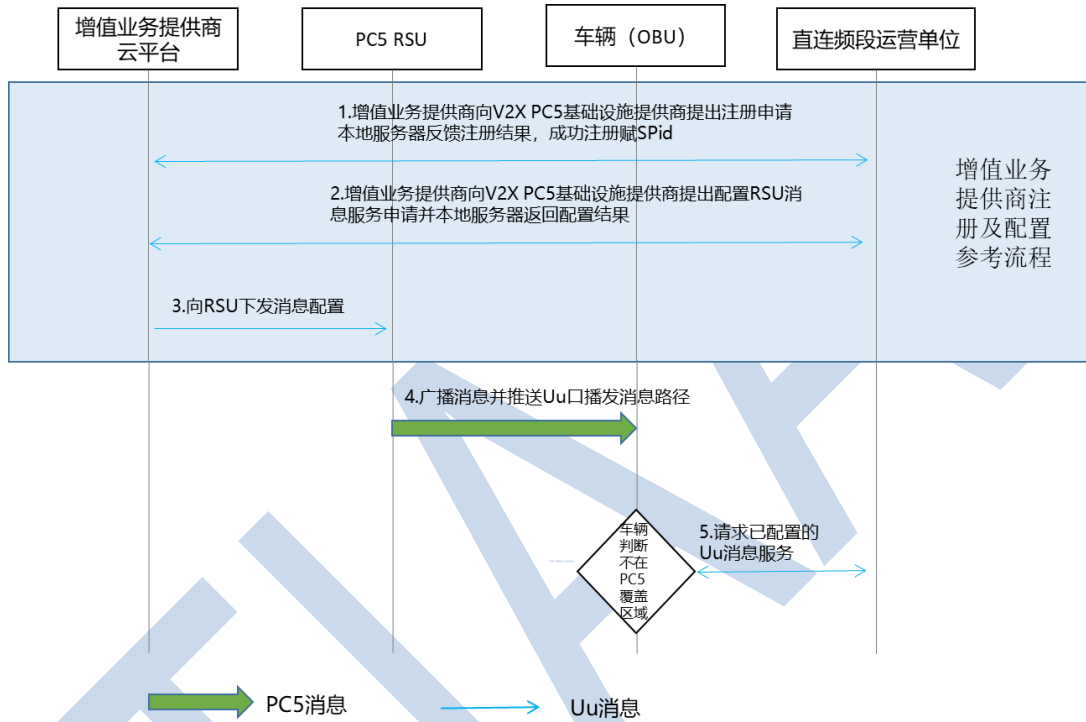 增值业务提供商
云平台
PC5 RSU
车辆（OBU）
直连频段运营单位
1.增值业务提供商向V2X PC5基础设施提供商提出注册申请
本地服务器反馈注册结果，成功注册赋SPid
2.增值业务提供商向V2X PC5基础设施提供商提出配置RSU消
息服务申请并本地服务器返回配置结果
增值业务
提供商注
册及配置
参考流程
3.向RSU下发消息配置
4.广播消息并推送Uu口播发消息路径
车辆
判断
不在
PC5
覆盖
区域
5.请求已配置的
Uu消息服务
PC5消息
Uu消息